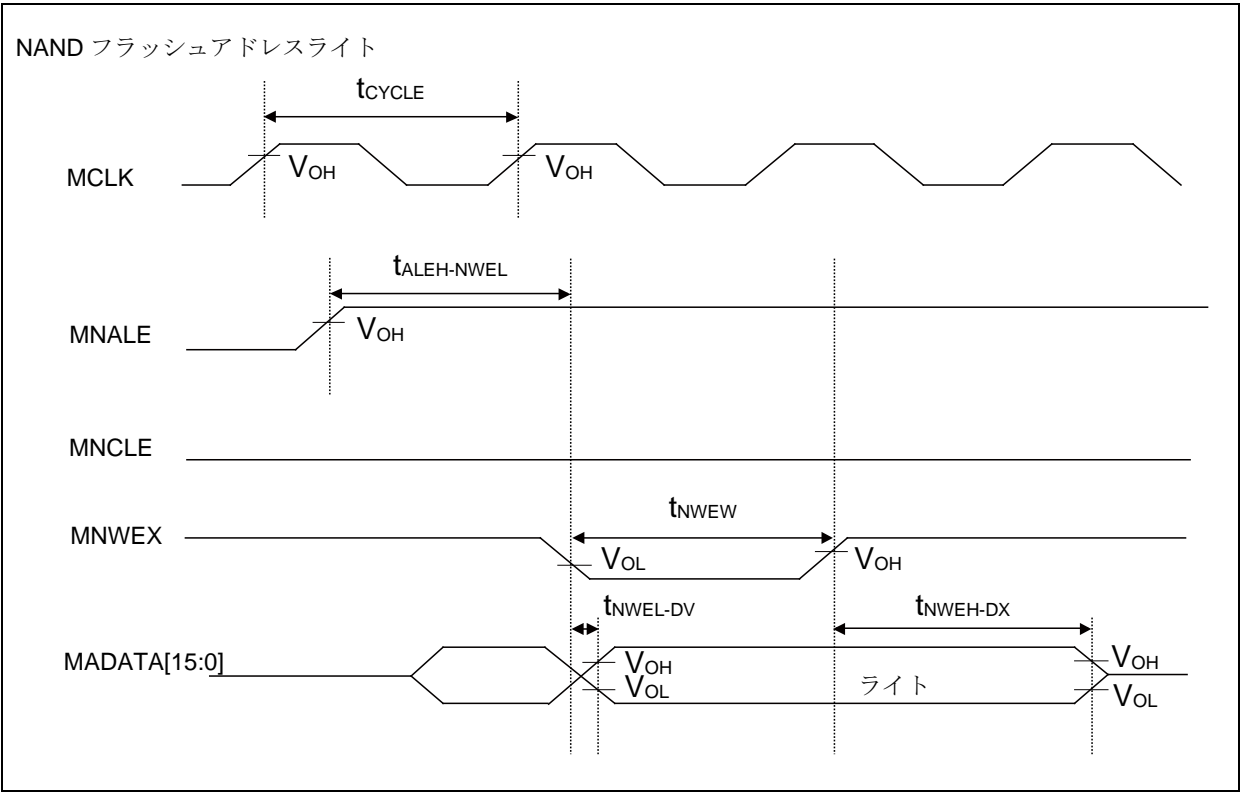 NAND フラッシュアドレスライト
tCYCLE
MCLK
VOH
VOH
tALEH-NWEL
MNALE
VOH
MNCLE
tNWEW
MNWEX
VOL
VOH
tNWEL-DV
tNWEH-DX
MADATA[15:0]
VOH
VOL
ライト
VOH
VOL